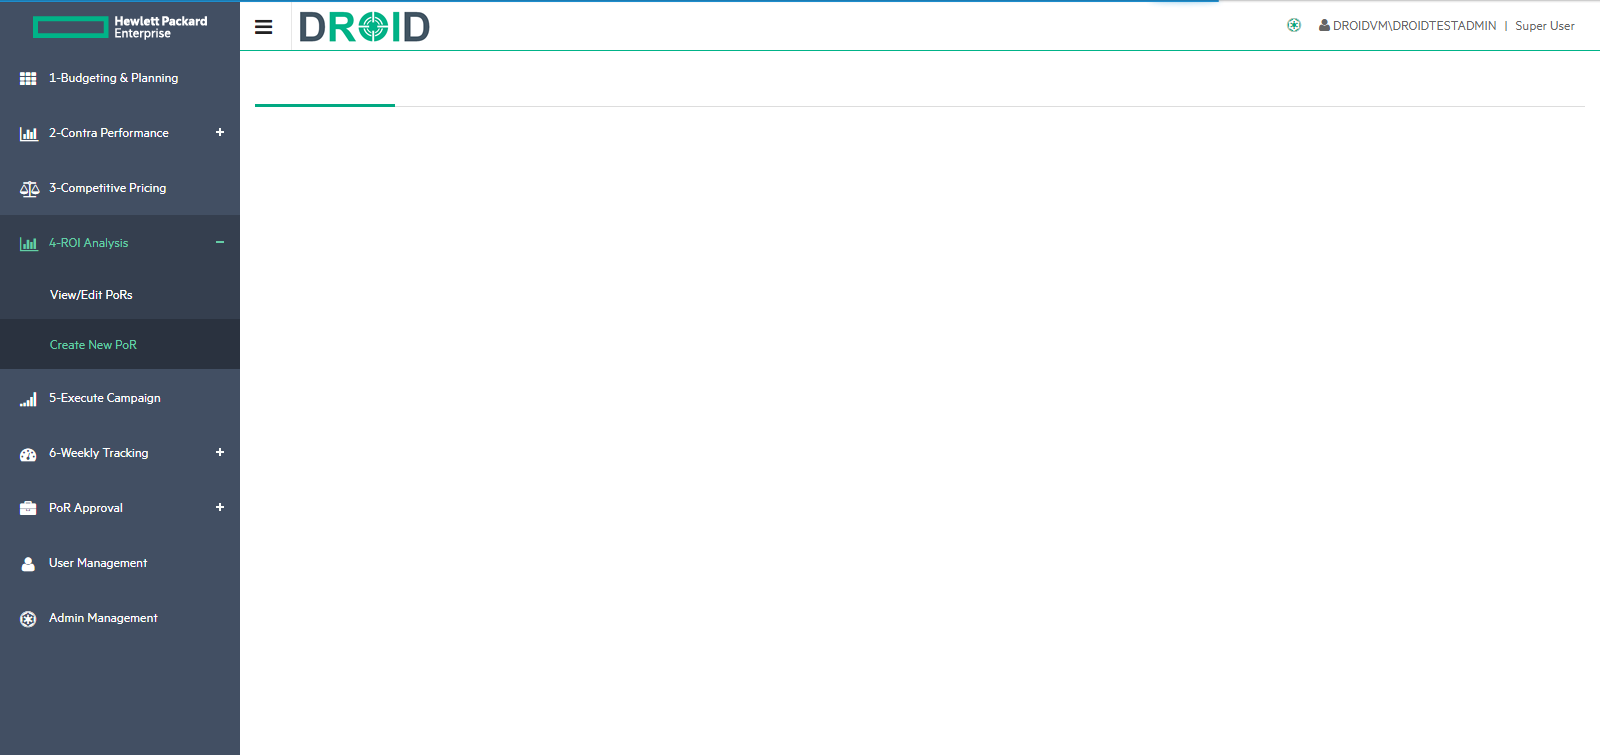 Hewlett Packard
Enterprise
DROID
DROIDVM\DROIDTESTADMIN | Super User
1-Budgeting & Planning
2-Contra Performance +
3-Competitive Pricing
4-ROI Analysis −
View/Edit PoRs
Create New PoR
5-Execute Campaign
6-Weekly Tracking +
PoR Approval +
User Management
Admin Management